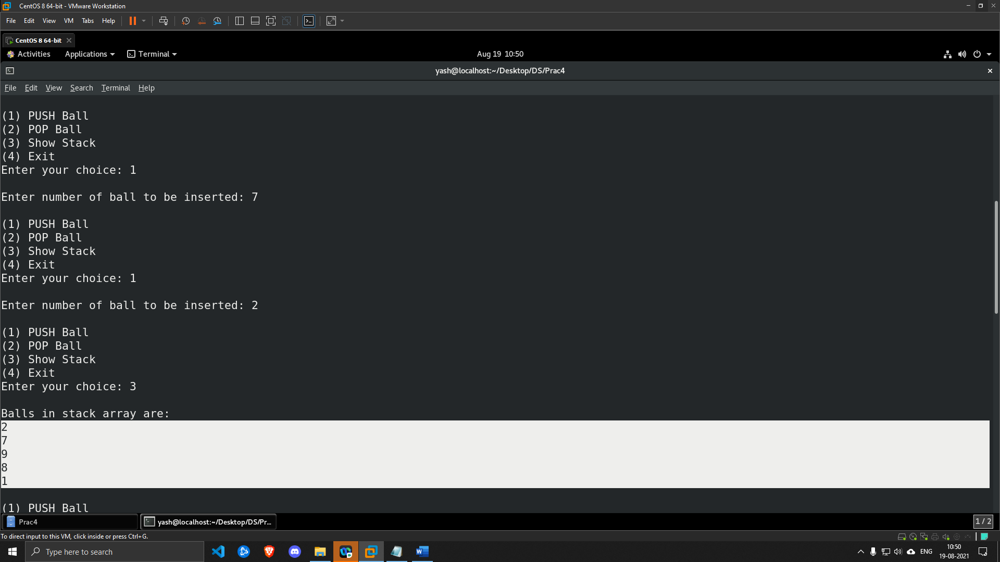 CentOS 8 64-bit - VMware Workstation
File Edit View VM Tabs Help
CentOS 8 64-bit
Activities Applications Terminal Aug 19 10:50
yash@localhost:~/Desktop/DS/Prac4
File Edit View Search Terminal Help
(1) PUSH Ball
(2) POP Ball
(3) Show Stack
(4) Exit
Enter your choice: 1
Enter number of ball to be inserted: 7
(1) PUSH Ball
(2) POP Ball
(3) Show Stack
(4) Exit
Enter your choice: 1
Enter number of ball to be inserted: 2
(1) PUSH Ball
(2) POP Ball
(3) Show Stack
(4) Exit
Enter your choice: 3
Balls in stack array are:
2
7
9
8
1
(1) PUSH Ball
Prac4 yash@localhost:~/Desktop/DS/Pr... 1 / 2
To direct input to this VM, click inside or press Ctrl+G.
Type here to search ENG 10:50
19-08-2021